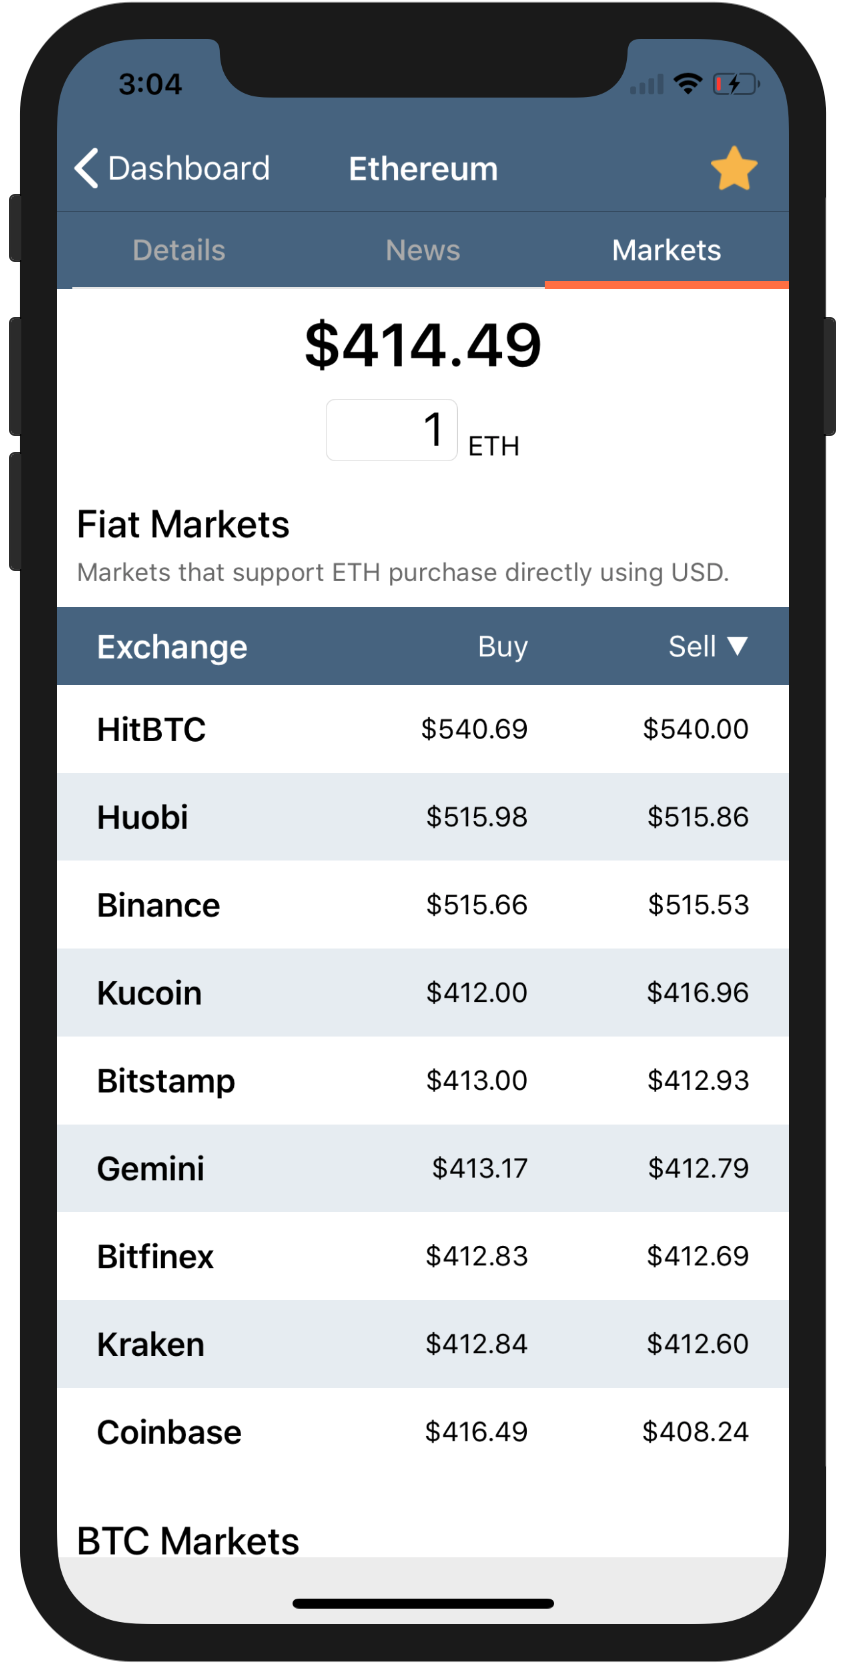 3:04
Dashboard Ethereum
Details News Markets
$414.49
1 ETH
Fiat Markets
Markets that support ETH purchase directly using USD.
Exchange Buy Sell ▼
HitBTC $540.69 $540.00
Huobi $515.98 $515.86
Binance $515.66 $515.53
Kucoin $412.00 $416.96
Bitstamp $413.00 $412.93
Gemini $413.17 $412.79
Bitfinex $412.83 $412.69
Kraken $412.84 $412.60
Coinbase $416.49 $408.24
BTC Markets